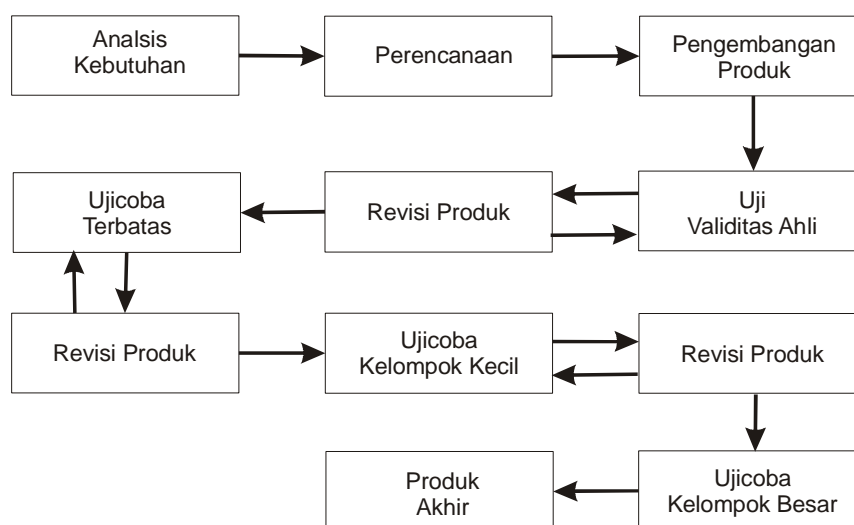 Analsis
Kebutuhan
Perencanaan
Pengembangan
Produk
Ujicoba
Terbatas
Revisi Produk
Uji
Validitas Ahli
Revisi Produk
Ujicoba
Kelompok Kecil
Revisi Produk
Produk
Akhir
Ujicoba
Kelompok Besar